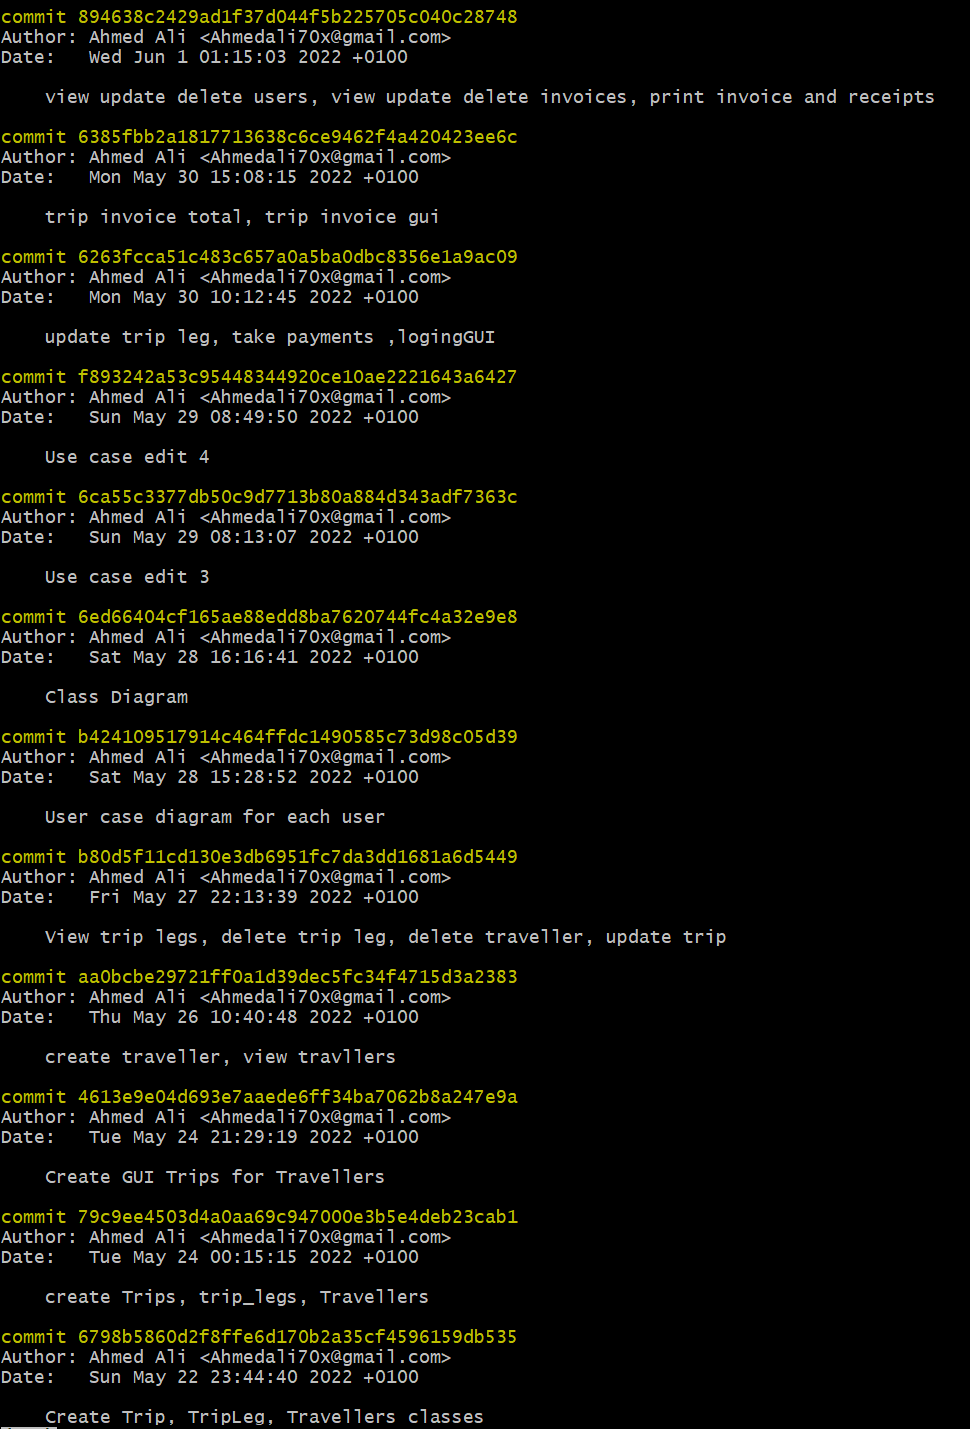 commit 894638c2429ad1f37d044f5b225705c040c28748
Author: Ahmed Ali <Ahmedali70x@gmail.com>
Date:   Wed Jun 1 01:15:03 2022 +0100
view update delete users, view update delete invoices, print invoice and receipts
commit 6385fbb2a1817713638c6ce9462f4a420423ee6c
Author: Ahmed Ali <Ahmedali70x@gmail.com>
Date:   Mon May 30 15:08:15 2022 +0100
trip invoice total, trip invoice gui
commit 6263fcca51c483c657a0a5ba0dbc8356e1a9ac09
Author: Ahmed Ali <Ahmedali70x@gmail.com>
Date:   Mon May 30 10:12:45 2022 +0100
update trip leg, take payments ,logingGUI
commit f893242a53c95448344920ce10ae2221643a6427
Author: Ahmed Ali <Ahmedali70x@gmail.com>
Date:   Sun May 29 08:49:50 2022 +0100
Use case edit 4
commit 6ca55c3377db50c9d7713b80a884d343adf7363c
Author: Ahmed Ali <Ahmedali70x@gmail.com>
Date:   Sun May 29 08:13:07 2022 +0100
Use case edit 3
commit 6ed66404cf165ae88edd8ba7620744fc4a32e9e8
Author: Ahmed Ali <Ahmedali70x@gmail.com>
Date:   Sat May 28 16:16:41 2022 +0100
Class Diagram
commit b424109517914c464ffdc1490585c73d98c05d39
Author: Ahmed Ali <Ahmedali70x@gmail.com>
Date:   Sat May 28 15:28:52 2022 +0100
User case diagram for each user
commit b80d5f11cd130e3db6951fc7da3dd1681a6d5449
Author: Ahmed Ali <Ahmedali70x@gmail.com>
Date:   Fri May 27 22:13:39 2022 +0100
View trip legs, delete trip leg, delete traveller, update trip
commit aa0bcbe29721ff0a1d39dec5fc34f4715d3a2383
Author: Ahmed Ali <Ahmedali70x@gmail.com>
Date:   Thu May 26 10:40:48 2022 +0100
create traveller, view travllers
commit 4613e9e04d693e7aaede6ff34ba7062b8a247e9a
Author: Ahmed Ali <Ahmedali70x@gmail.com>
Date:   Tue May 24 21:29:19 2022 +0100
Create GUI Trips for Travellers
commit 79c9ee4503d4a0aa69c947000e3b5e4deb23cab1
Author: Ahmed Ali <Ahmedali70x@gmail.com>
Date:   Tue May 24 00:15:15 2022 +0100
create Trips, trip_legs, Travellers
commit 6798b5860d2f8ffe6d170b2a35cf4596159db535
Author: Ahmed Ali <Ahmedali70x@gmail.com>
Date:   Sun May 22 23:44:40 2022 +0100
Create Trip, TripLeg, Travellers classes